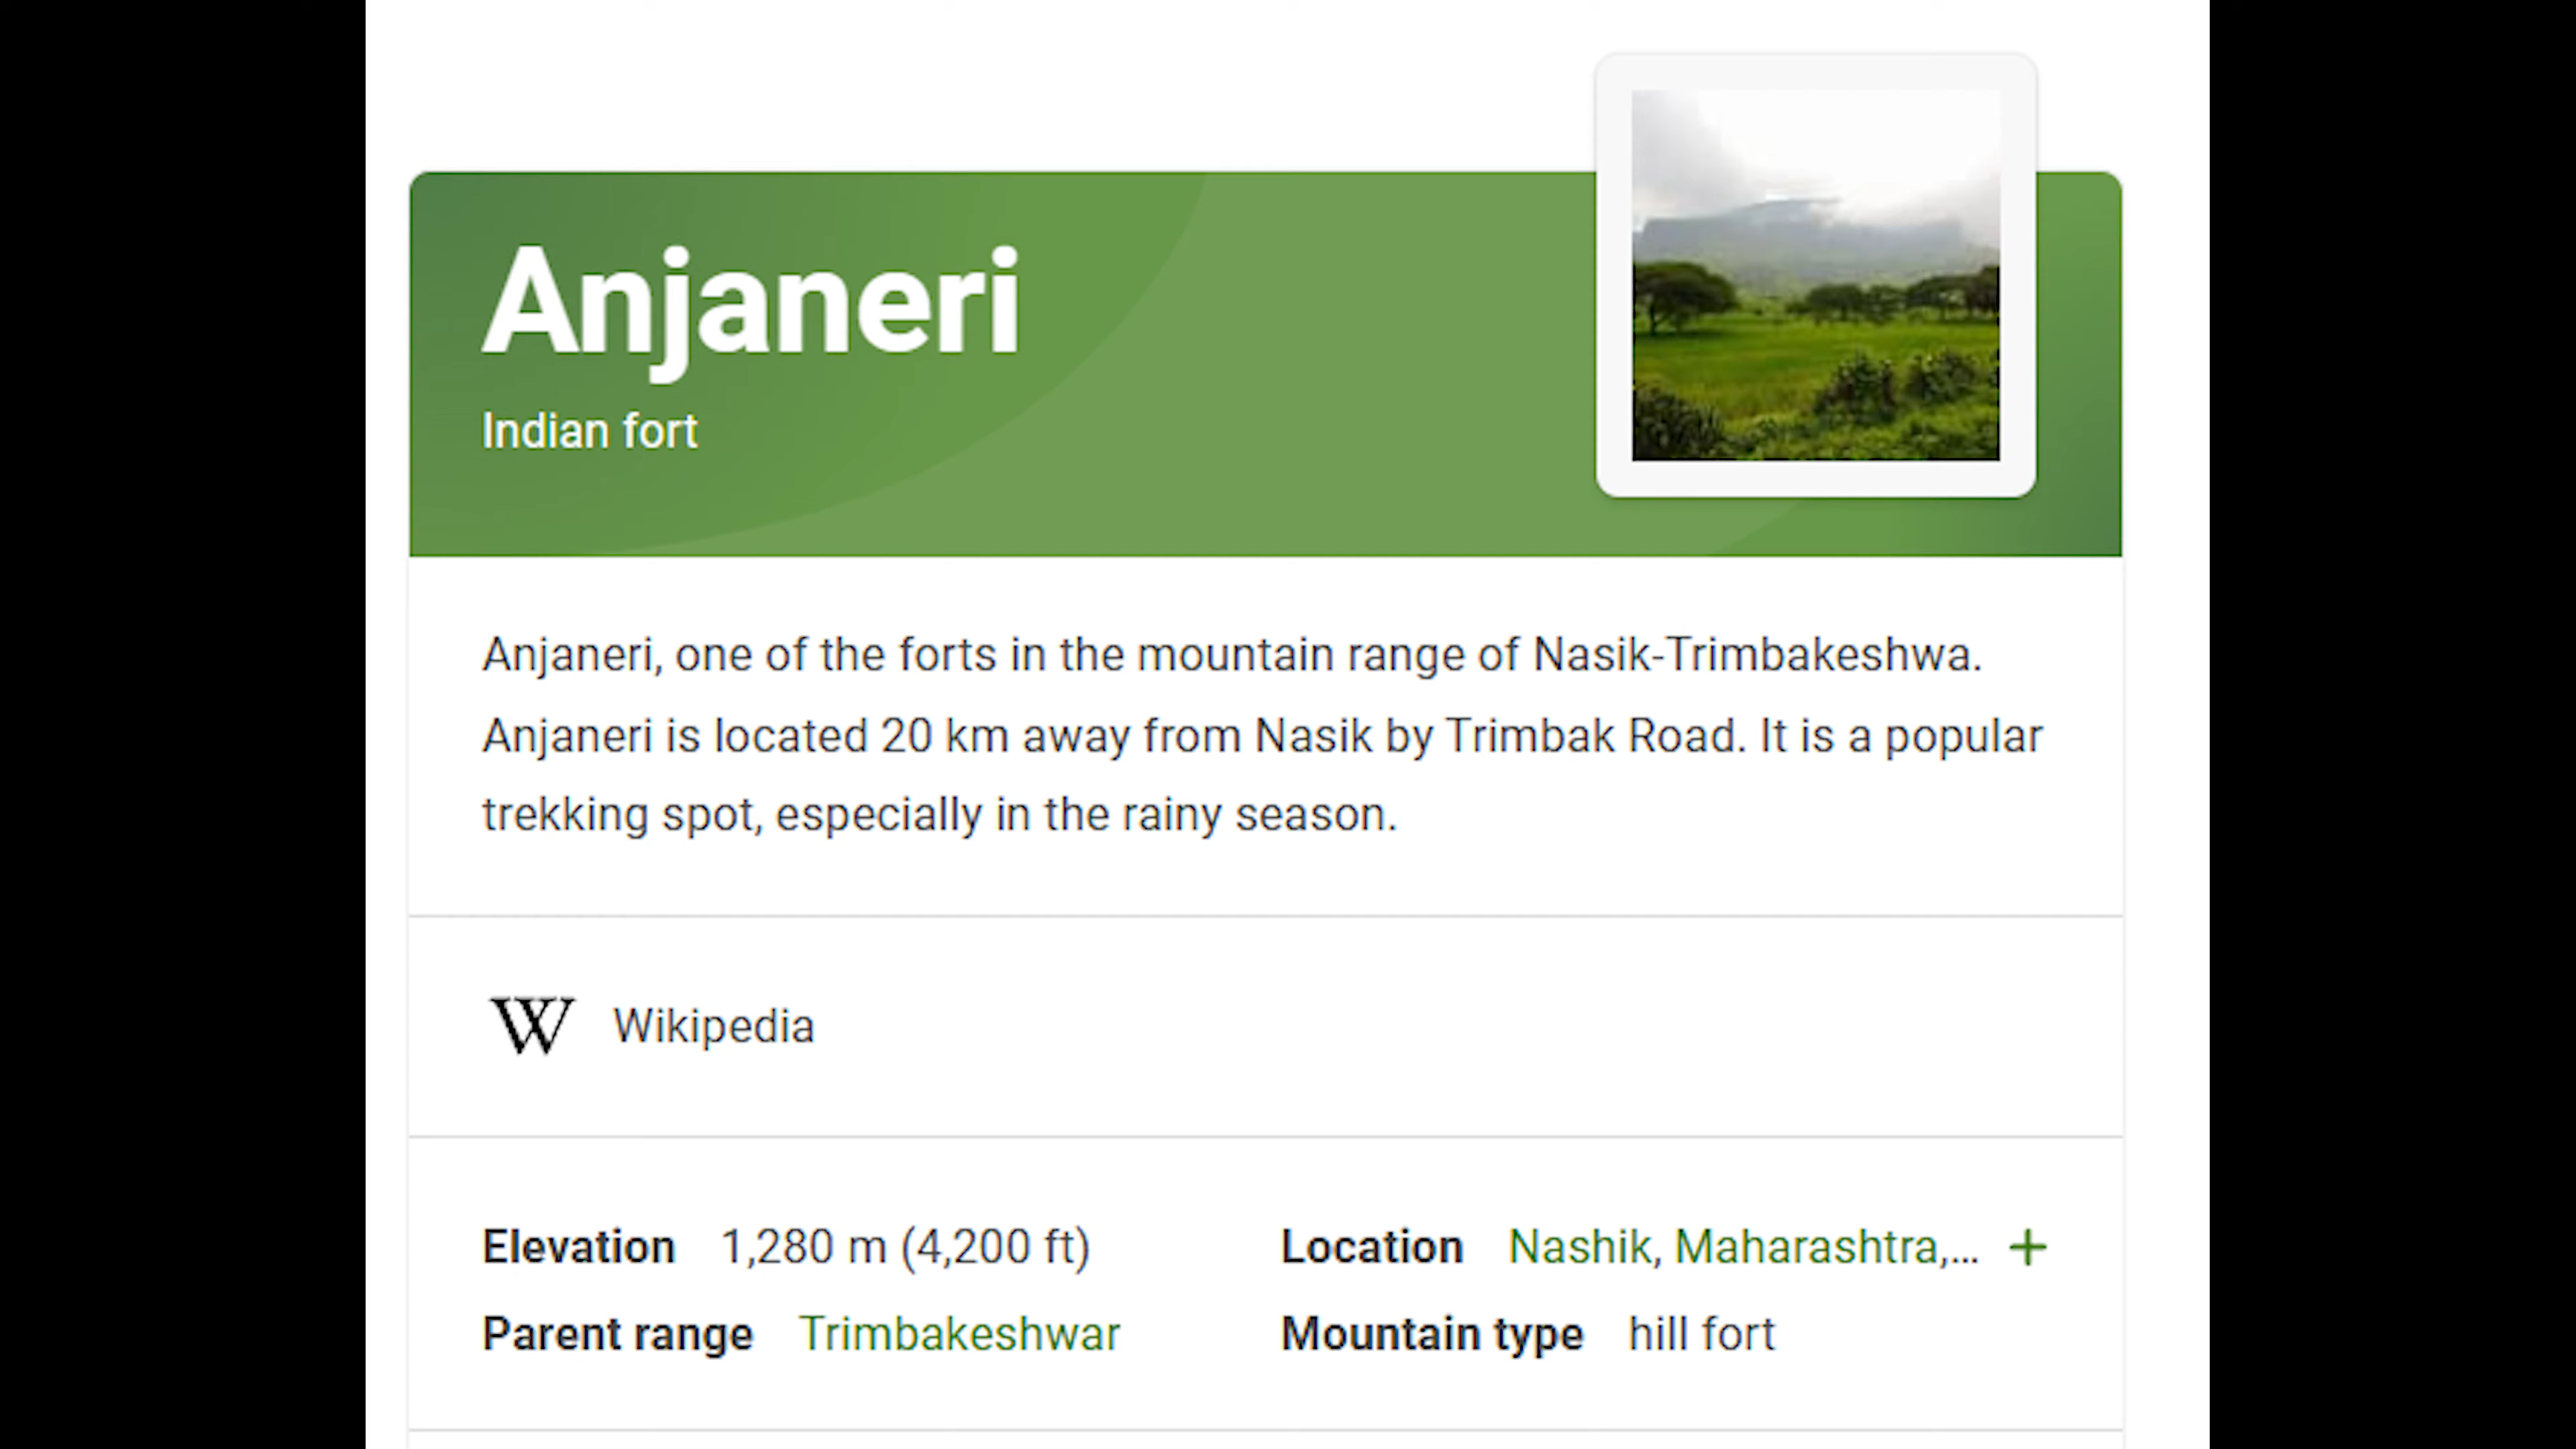 Anjaneri
Indian fort
Anjaneri, one of the forts in the mountain range of Nasik-Trimbakeshwa.
Anjaneri is located 20 km away from Nasik by Trimbak Road. It is a popular
trekking spot, especially in the rainy season.
W Wikipedia
Elevation 1,280 m (4,200 ft) Location Nashik, Maharashtra,... +
Parent range Trimbakeshwar Mountain type hill fort